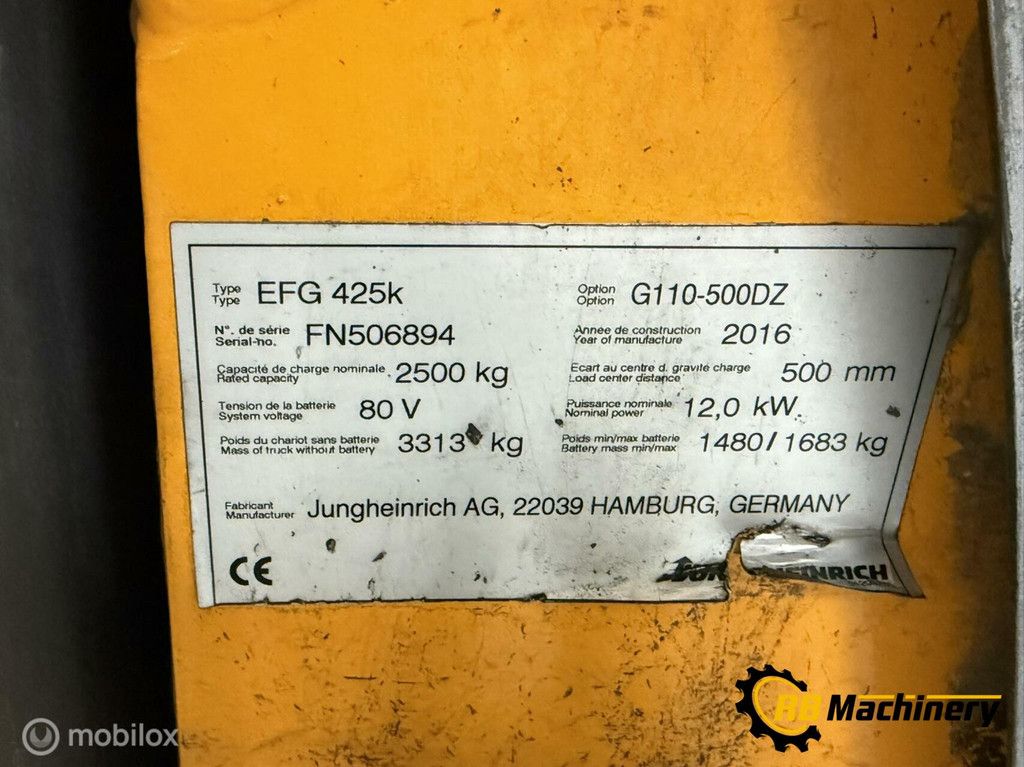 Type EFG 425k Option G110-500DZ
Type Option
N°. de série FN506894 Année de construction 2016
Serial-no. Year of manufacture
Capacité de charge nominale 2500 kg Ecart au centre d. gravité charge 500 mm
Rated capacity Load center distance
Tension de la batterie 80 V Puissance nominale 12,0 kW
System voltage Nominal power
Poids du chariot sans batterie 3313 kg Poids min/max batterie 1480/1683 kg
Mass of truck without battery Battery mass min/max
Fabricant Jungheinrich AG, 22039 HAMBURG, GERMANY
Manufacturer
CE
RB Machinery
mobilox